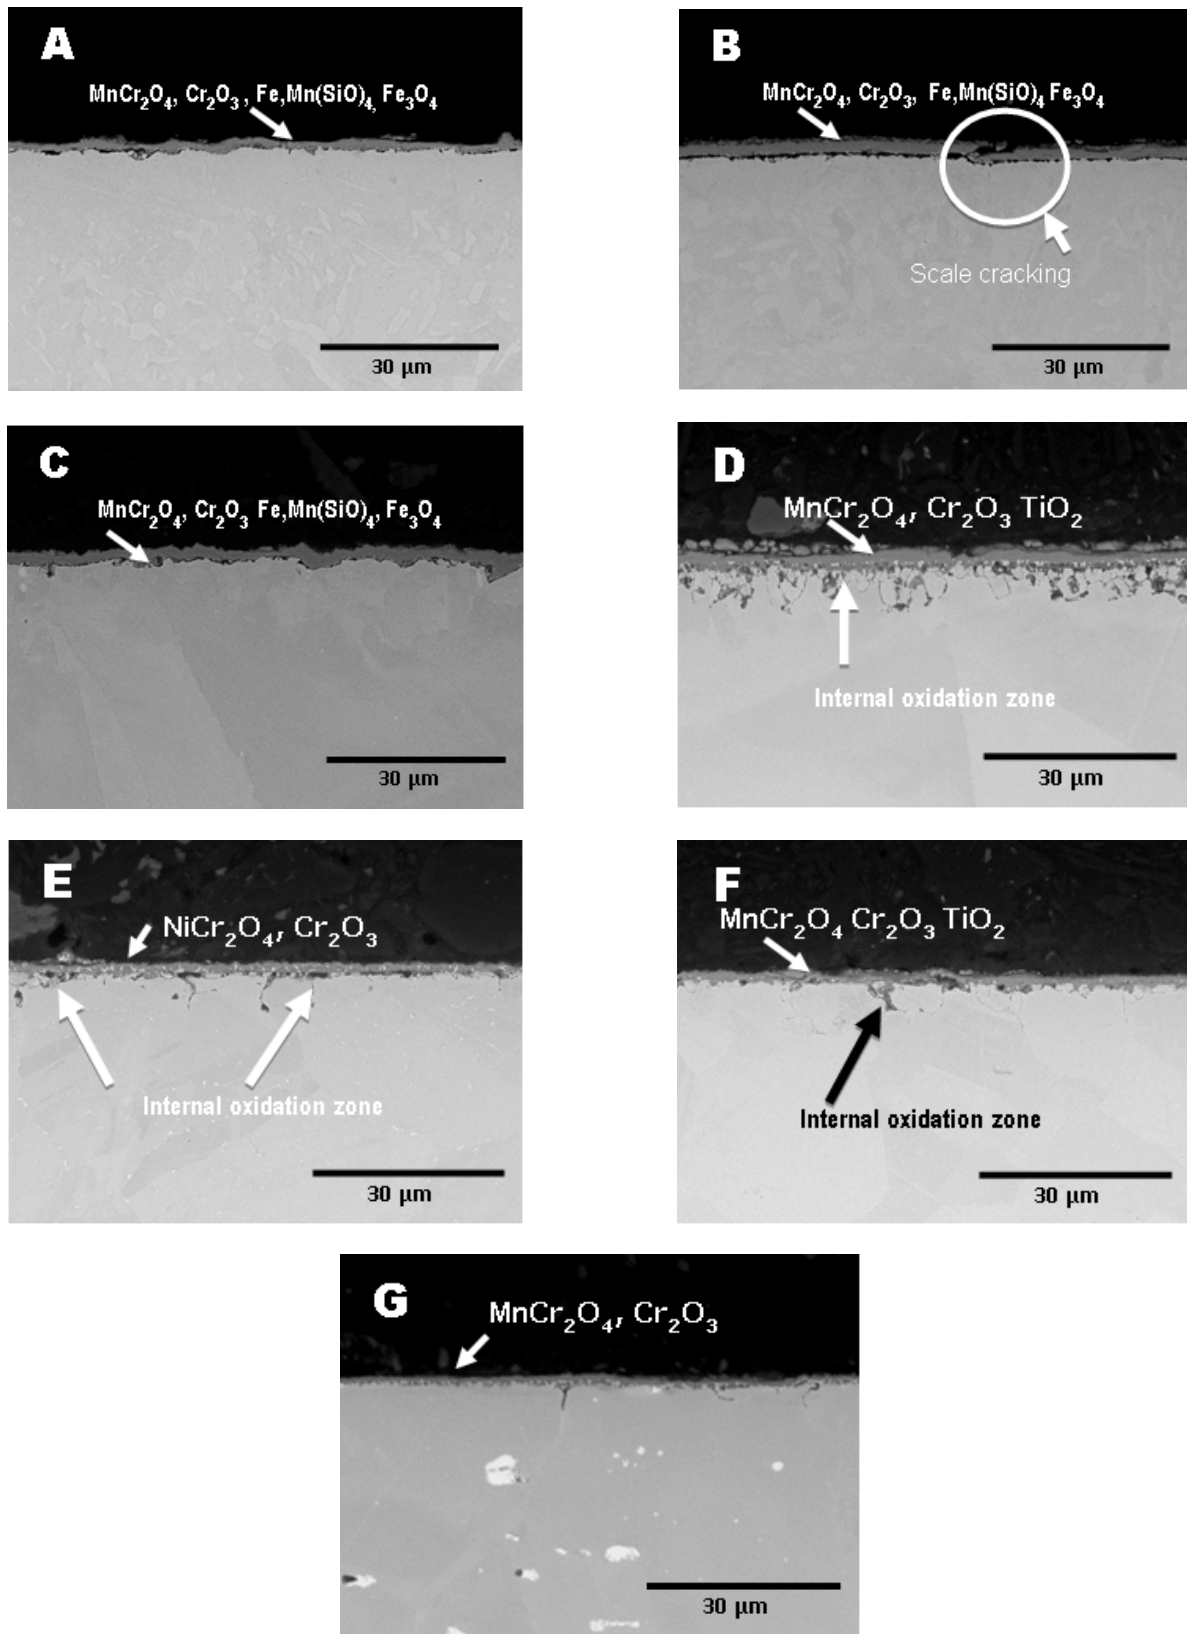 A
MnCr₂O₄, Cr₂O₃ , Fe,Mn(SiO)₄, Fe₃O₄
30 µm
B
MnCr₂O₄, Cr₂O₃, Fe,Mn(SiO)₄ Fe₃O₄
Scale cracking
30 µm
C
MnCr₂O₄, Cr₂O₃ Fe,Mn(SiO)₄, Fe₃O₄
30 µm
D
MnCr₂O₄, Cr₂O₃ TiO₂
Internal oxidation zone
30 µm
E
NiCr₂O₄, Cr₂O₃
Internal oxidation zone
30 µm
F
MnCr₂O₄ Cr₂O₃ TiO₂
Internal oxidation zone
30 µm
G
MnCr₂O₄, Cr₂O₃
30 µm